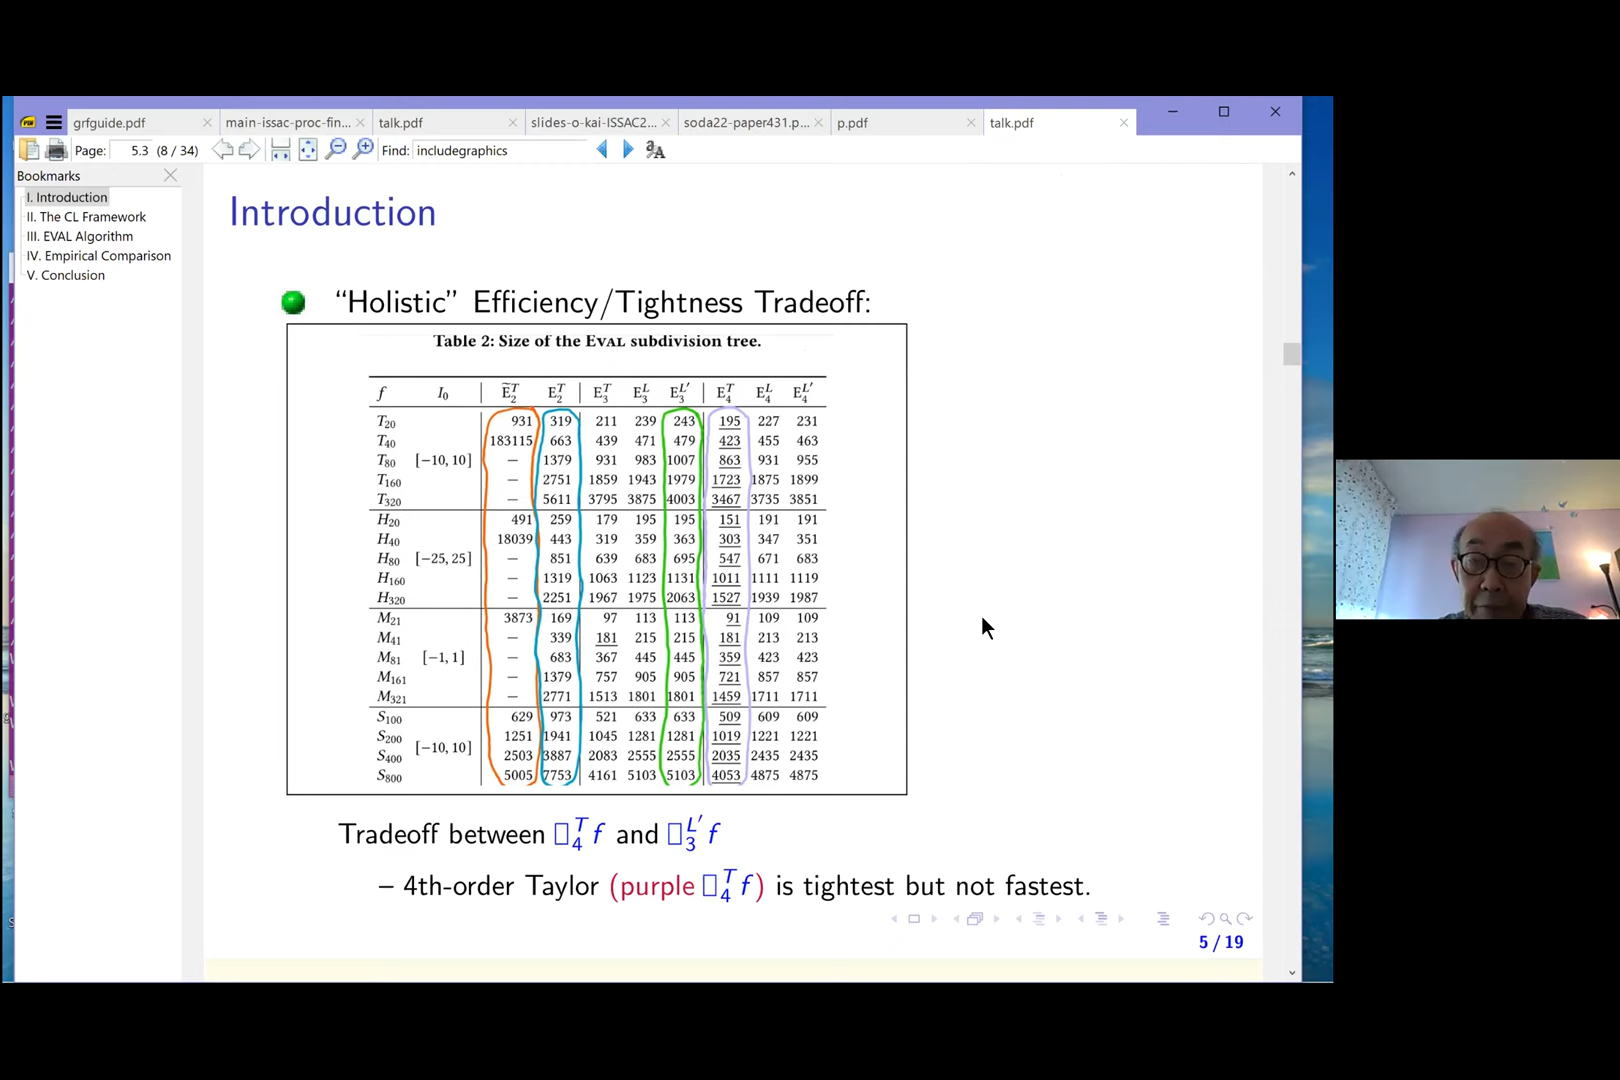 grfguide.pdf main-issac-proc-fin... talk.pdf slides-o-kai-ISSAC2... soda22-paper431.p... p.pdf talk.pdf
Page: 5.3 (8 / 34) Find: includegraphics
Bookmarks
I. Introduction
II. The CL Framework
III. EVAL Algorithm
IV. Empirical Comparison
V. Conclusion
Introduction
“Holistic” Efficiency/Tightness Tradeoff:
Table 2: Size of the EVAL subdivision tree.
f I₀ Ẽ₂ᵀ E₂ᵀ E₃ᵀ E₃ᴸ E₃ᴸ′ E₄ᵀ E₄ᴸ E₄ᴸ′
T₂₀ 931 319 211 239 243 195 227 231
T₄₀ 183115 663 439 471 479 423 455 463
T₈₀ [−10, 10] – 1379 931 983 1007 863 931 955
T₁₆₀ – 2751 1859 1943 1979 1723 1875 1899
T₃₂₀ – 5611 3795 3875 4003 3467 3735 3851
H₂₀ 491 259 179 195 195 151 191 191
H₄₀ 18039 443 319 359 363 303 347 351
H₈₀ [−25, 25] – 851 639 683 695 547 671 683
H₁₆₀ – 1319 1063 1123 1131 1011 1111 1119
H₃₂₀ – 2251 1967 1975 2063 1527 1939 1987
M₂₁ 3873 169 97 113 113 91 109 109
M₄₁ – 339 181 215 215 181 213 213
M₈₁ [−1, 1] – 683 367 445 445 359 423 423
M₁₆₁ – 1379 757 905 905 721 857 857
M₃₂₁ – 2771 1513 1801 1801 1459 1711 1711
S₁₀₀ 629 973 521 633 633 509 609 609
S₂₀₀ 1251 1941 1045 1281 1281 1019 1221 1221
[−10, 10]
S₄₀₀ 2503 3887 2083 2555 2555 2035 2435 2435
S₈₀₀ 5005 7753 4161 5103 5103 4053 4875 4875
Tradeoff between □₄ᵀf and □₃ᴸ′f
– 4th-order Taylor (purple □₄ᵀf) is tightest but not fastest.
5 / 19